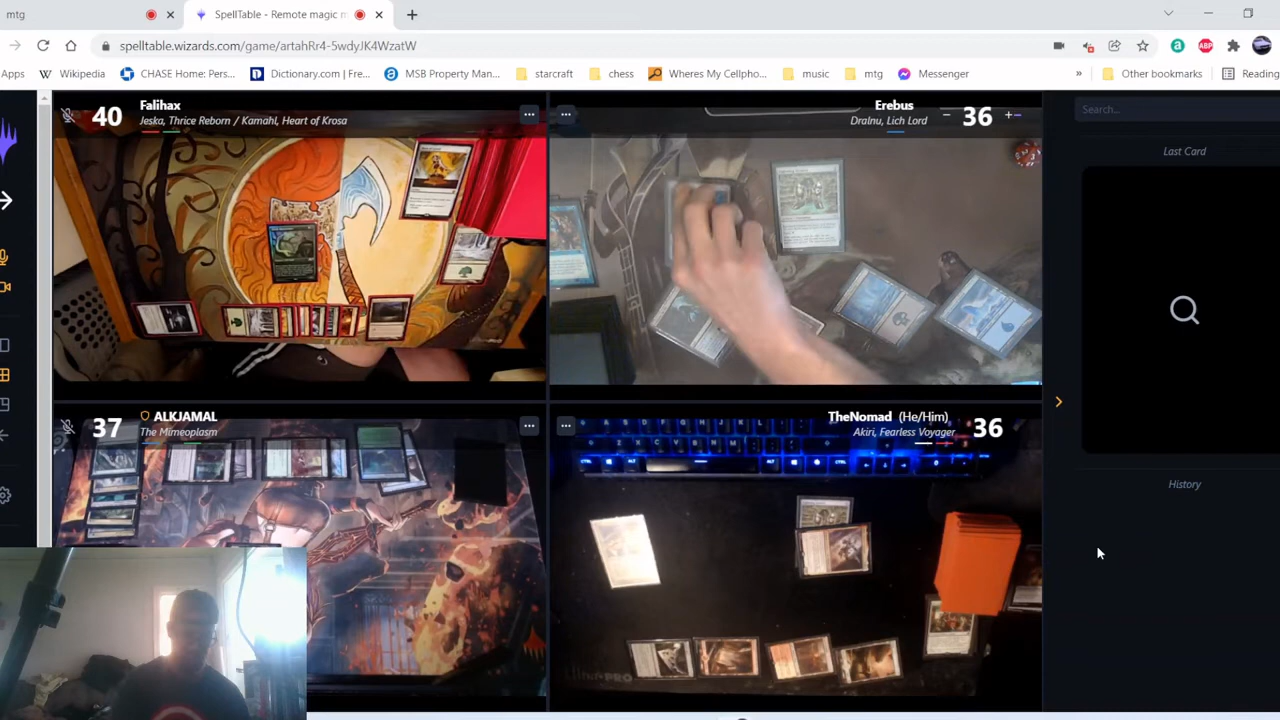 mtg
SpellTable - Remote magic m
spelltable.wizards.com/game/artahRr4-5wdyJK4WzatW
Apps
Wikipedia
CHASE Home: Pers...
Dictionary.com | Fre...
MSB Property Man...
starcraft
chess
Wheres My Cellpho...
music
mtg
Messenger
»
Other bookmarks
Reading
40
Falihax
Jeska, Thrice Reborn / Kamahl, Heart of Krosa
Erebus
Dralnu, Lich Lord
36
Search...
Last Card
37
ALKJAMAL
The Mimeoplasm
TheNomad (He/Him)
Akiri, Fearless Voyager
36
History